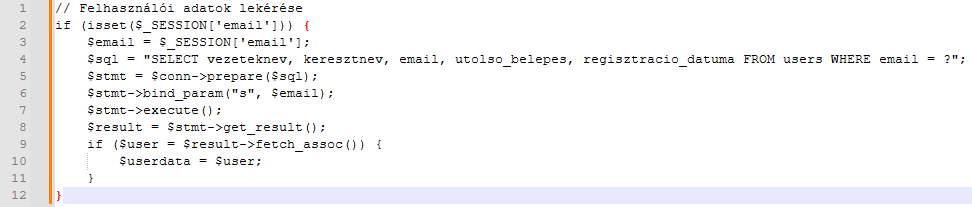 1 // Felhasználói adatok lekérése
2 if (isset($_SESSION['email'])) {
3     $email = $_SESSION['email'];
4     $sql = "SELECT vezeteknev, keresztnev, email, utolso_belepes, regisztracio_datuma FROM users WHERE email = ?";
5     $stmt = $conn->prepare($sql);
6     $stmt->bind_param("s", $email);
7     $stmt->execute();
8     $result = $stmt->get_result();
9     if ($user = $result->fetch_assoc()) {
10         $userdata = $user;
11     }
12 }